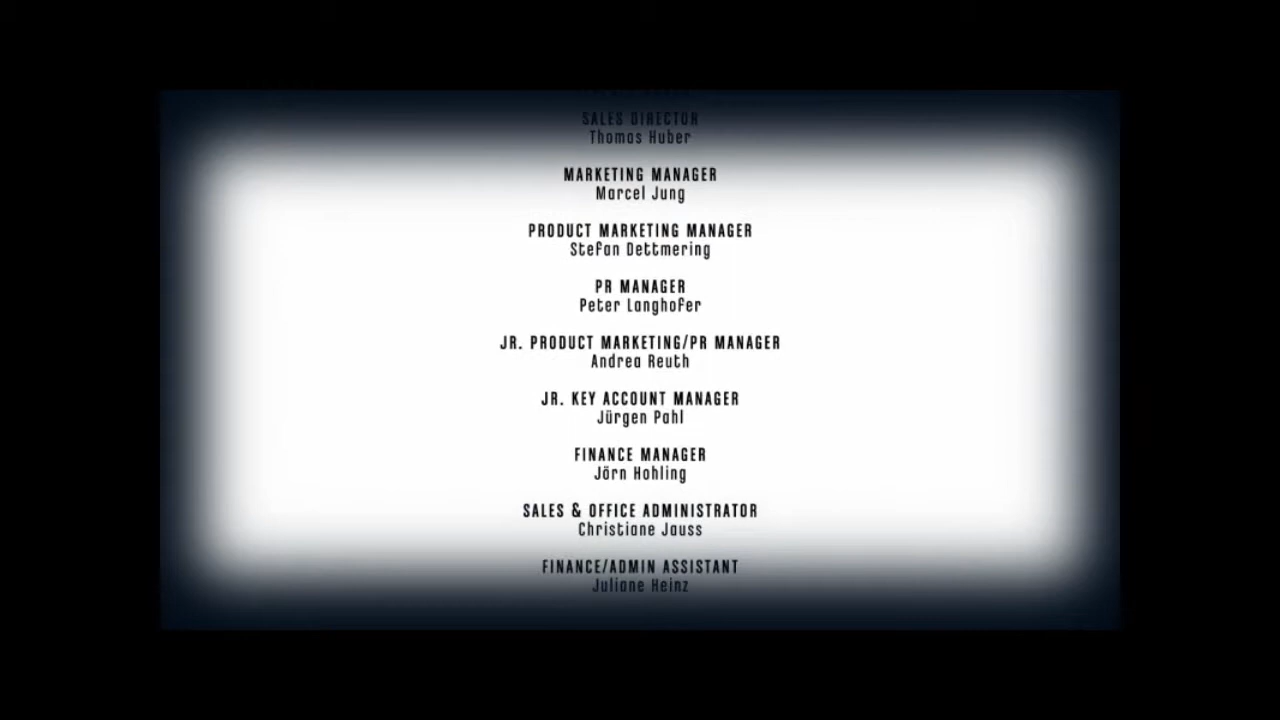 SALES DIRECTOR
Thomas Huber
MARKETING MANAGER
Marcel Jung
PRODUCT MARKETING MANAGER
Stefan Dettmering
PR MANAGER
Peter Langhofer
JR. PRODUCT MARKETING/PR MANAGER
Andrea Reuth
JR. KEY ACCOUNT MANAGER
Jürgen Pahl
FINANCE MANAGER
Jörn Hohling
SALES & OFFICE ADMINISTRATOR
Christiane Jauss
FINANCE/ADMIN ASSISTANT
Juliane Heinz